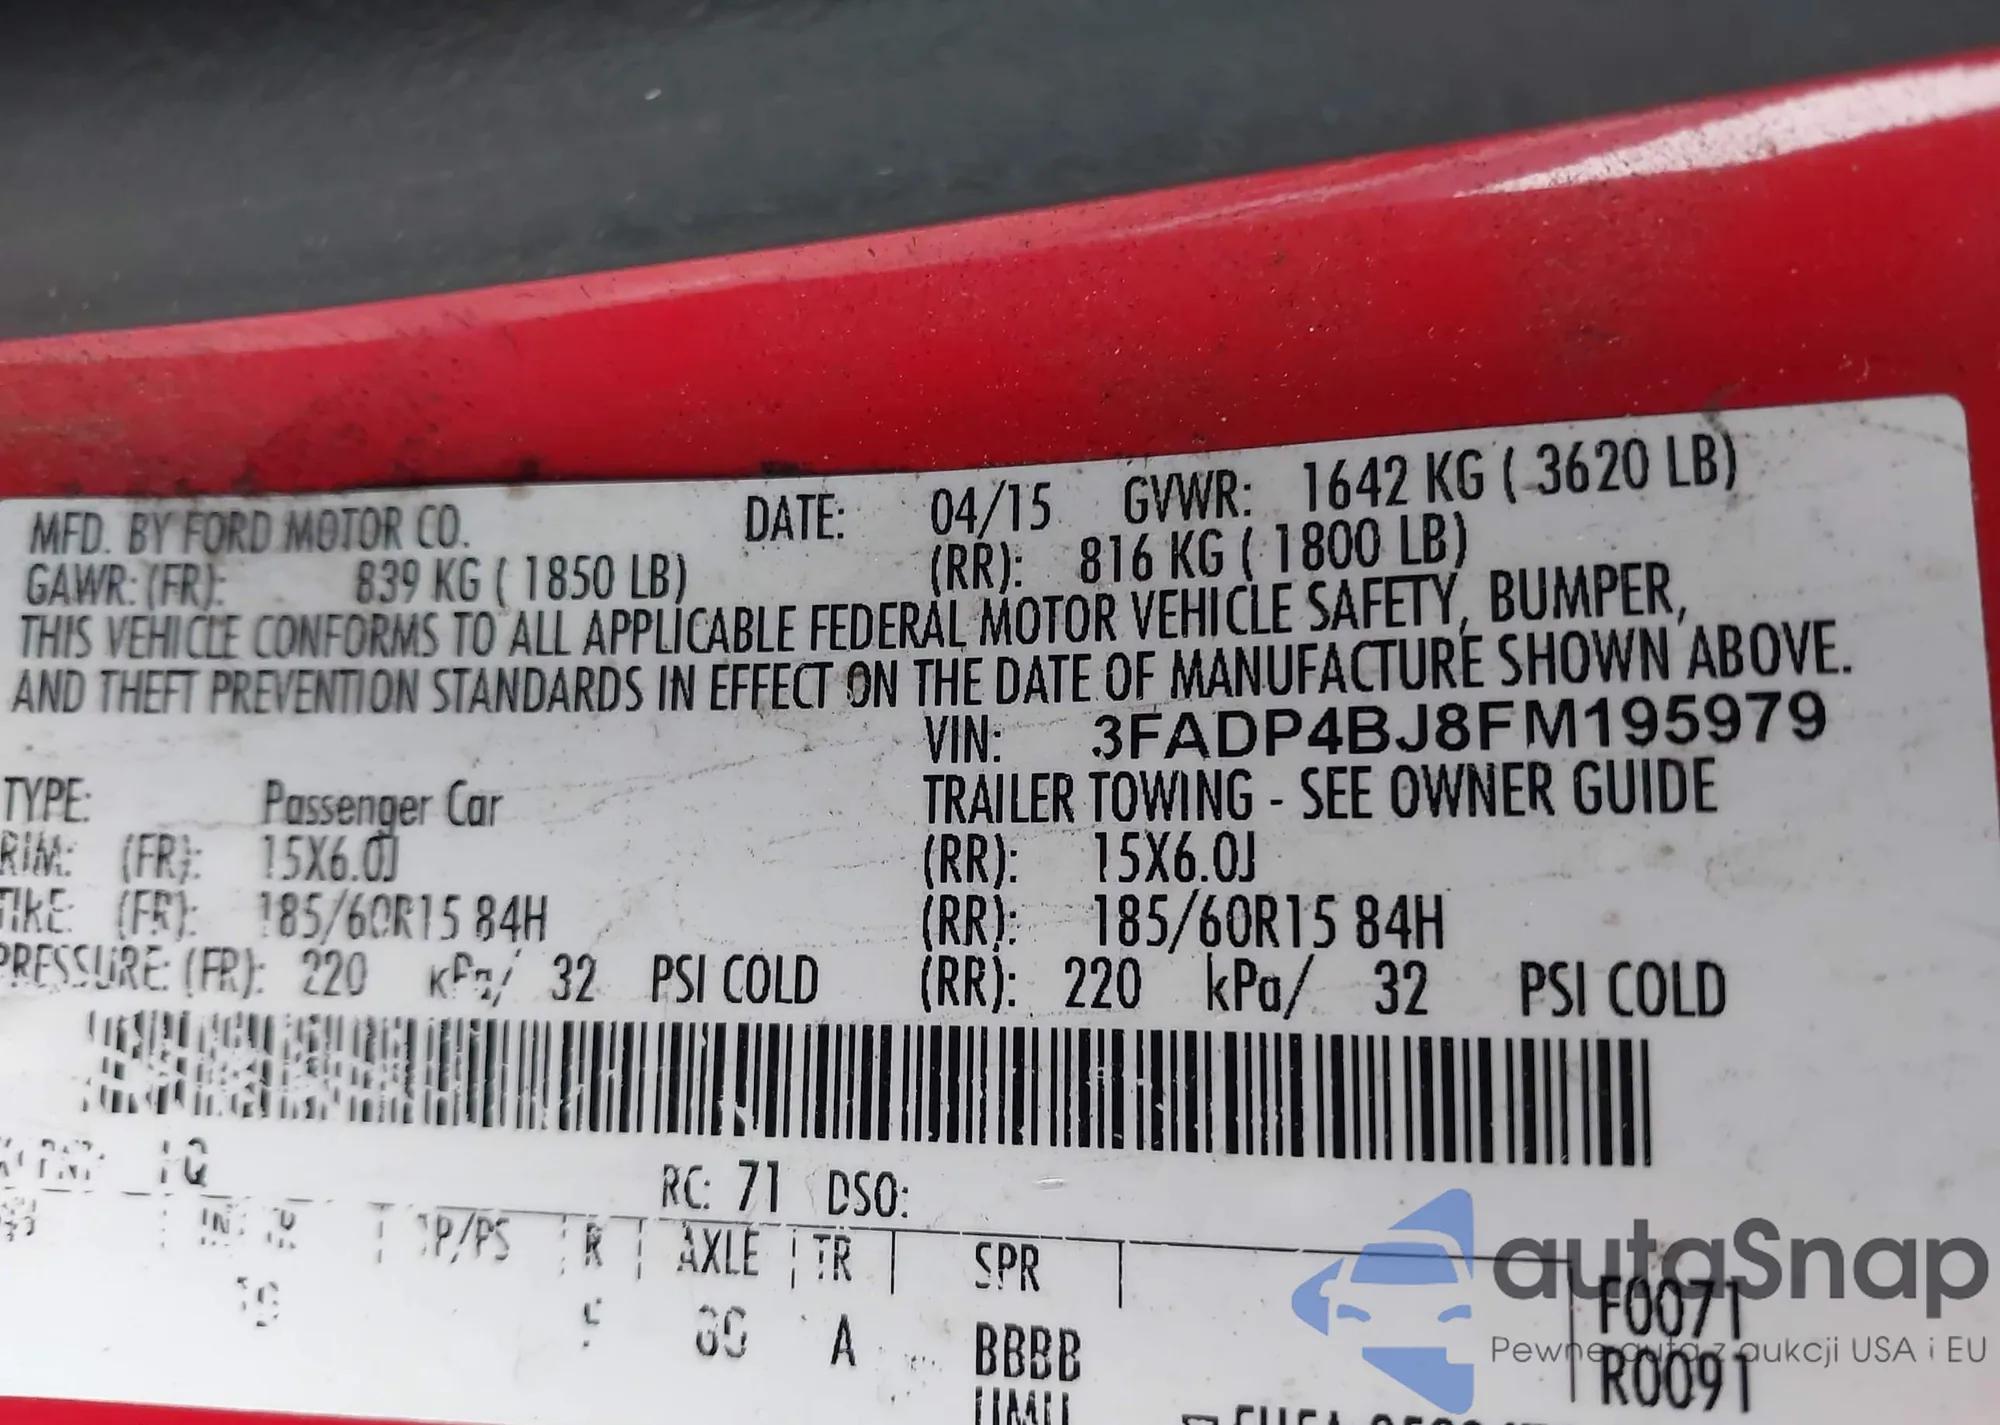 MFD. BY FORD MOTOR CO. DATE: 04/15 GVWR: 1642 KG ( 3620 LB)
GAWR: (FR): 839 KG ( 1850 LB) (RR): 816 KG ( 1800 LB)
THIS VEHICLE CONFORMS TO ALL APPLICABLE FEDERAL MOTOR VEHICLE SAFETY, BUMPER,
AND THEFT PREVENTION STANDARDS IN EFFECT ON THE DATE OF MANUFACTURE SHOWN ABOVE.
VIN: 3FADP4BJ8FM195979
TYPE: Passenger Car TRAILER TOWING - SEE OWNER GUIDE
RIM: (FR): 15X6.0J (RR): 15X6.0J
TIRE: (FR): 185/60R15 84H (RR): 185/60R15 84H
PRESSURE: (FR): 220 kPa/ 32 PSI COLD (RR): 220 kPa/ 32 PSI COLD
RC: 71 DSO:
R AXLE TR SPR
A BBBB
F0071
R0091
autaSnap
Pewne auta z aukcji USA i EU